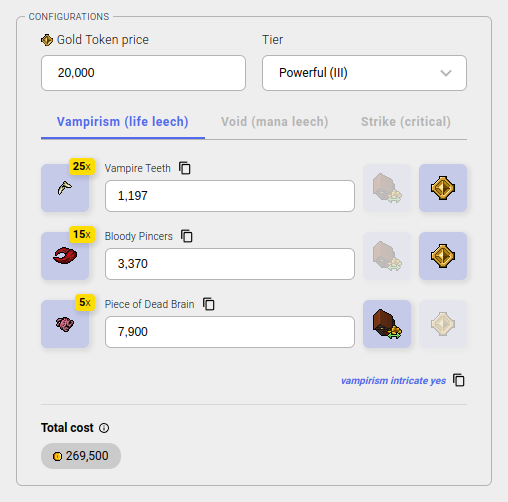 CONFIGURATIONS
Gold Token price
Tier
20,000
Powerful (III)
Vampirism (life leech)
Void (mana leech)
Strike (critical)
25x
Vampire Teeth
1,197
15x
Bloody Pincers
3,370
5x
Piece of Dead Brain
7,900
vampirism intricate yes
Total cost
269,500